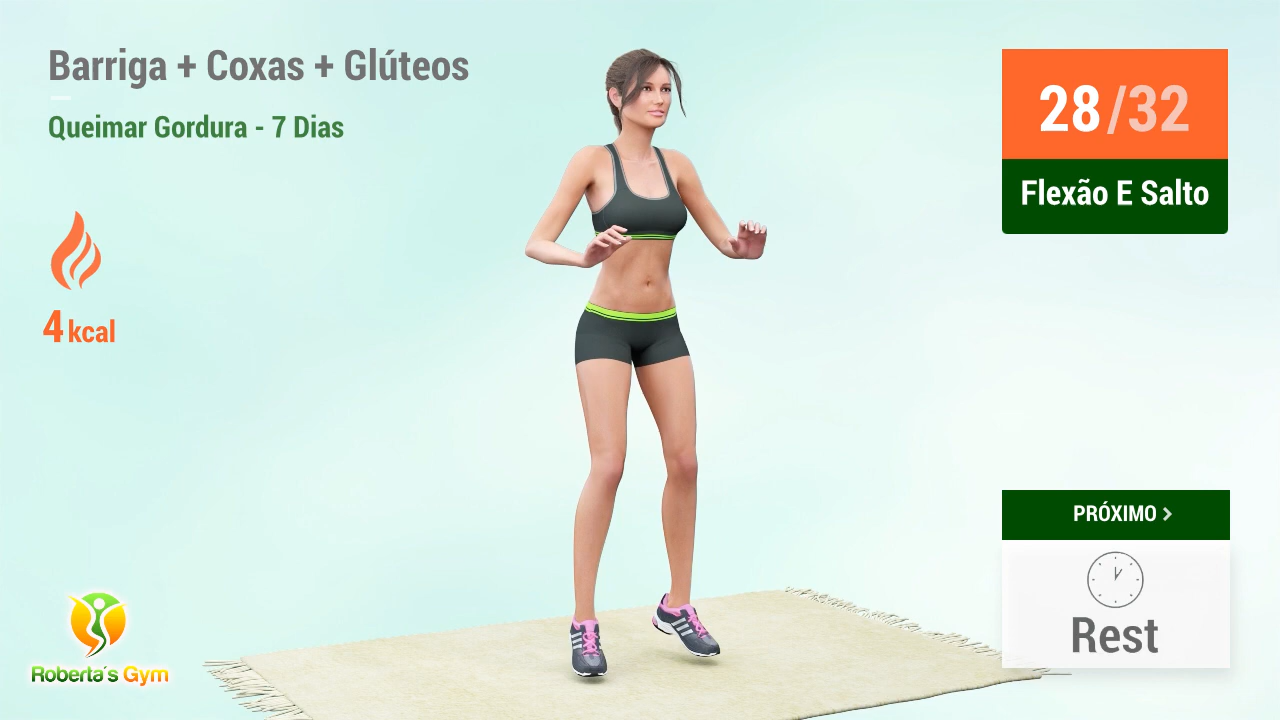 Barriga + Coxas + Glúteos
Queimar Gordura - 7 Dias
28/32
Flexão E Salto
4 kcal
PRÓXIMO >
Rest
Roberta´s Gym